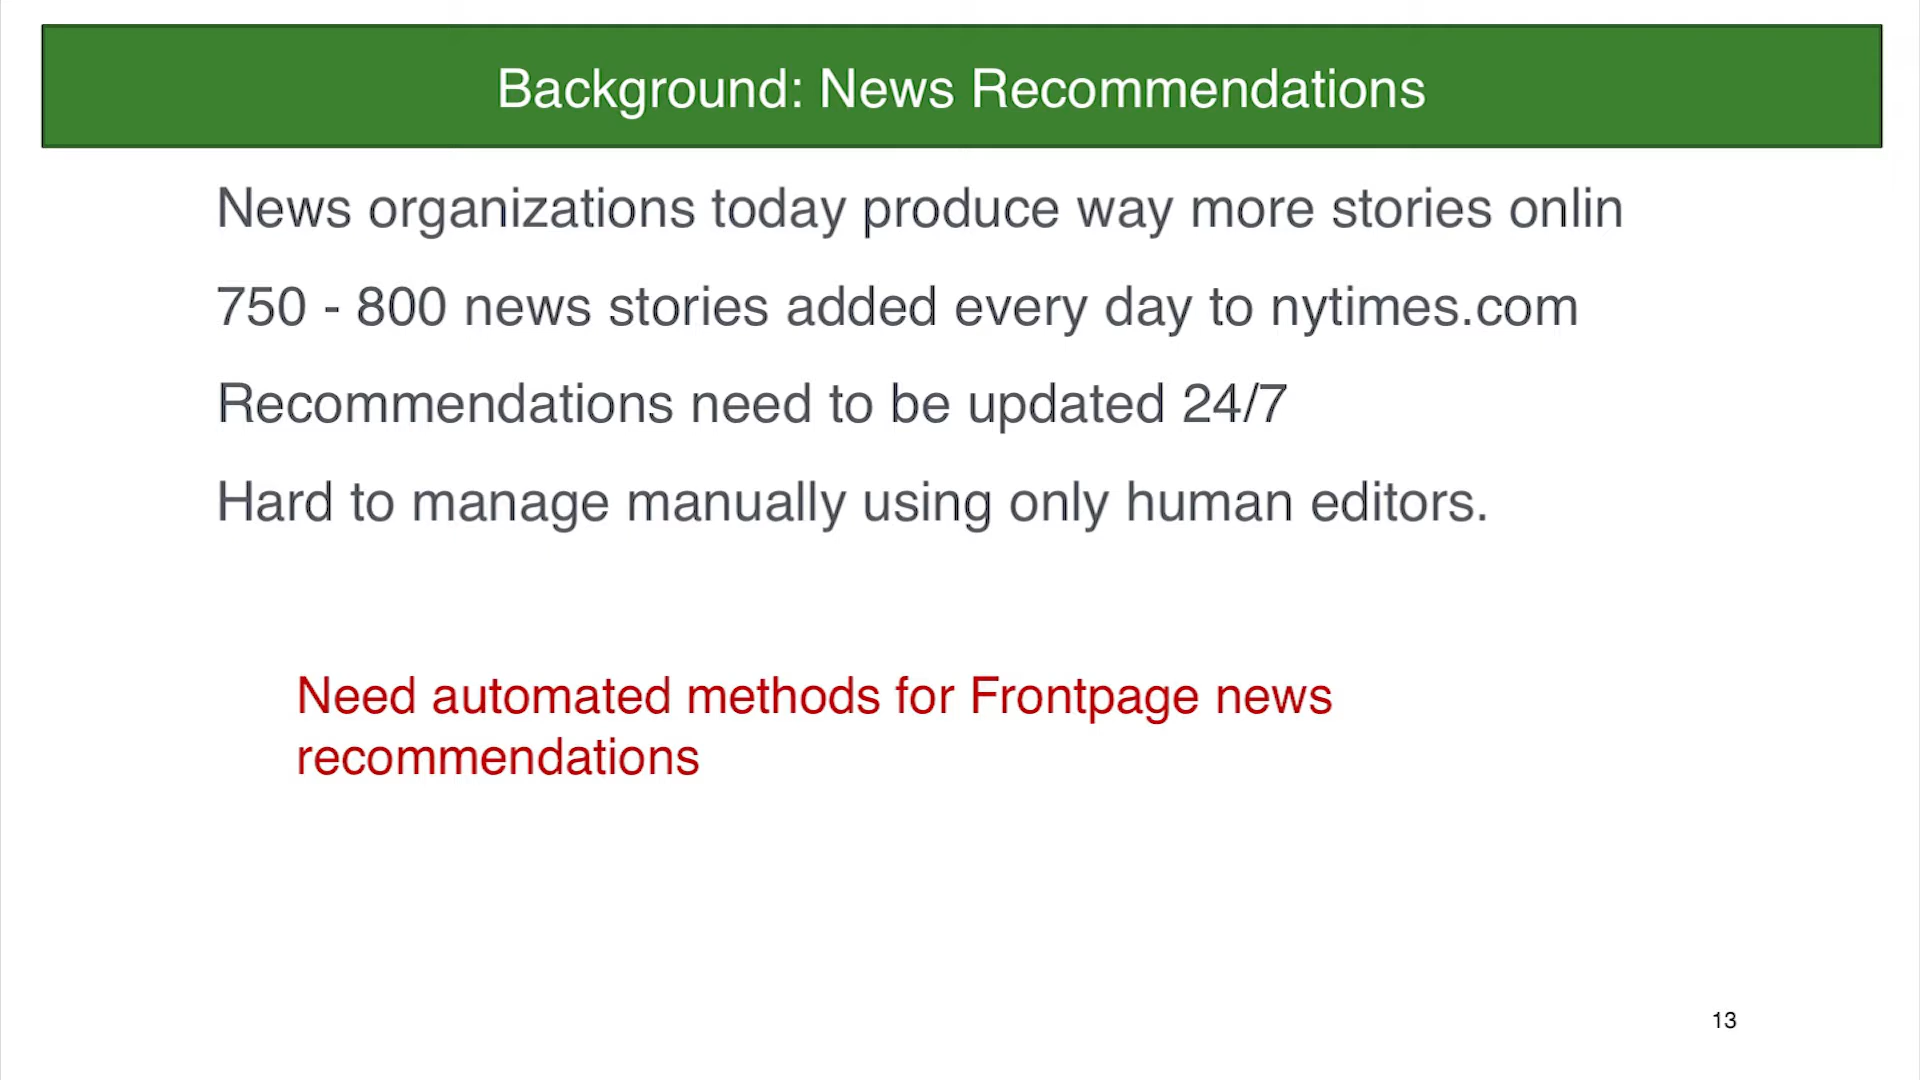 Background: News Recommendations
News organizations today produce way more stories onlin
750 - 800 news stories added every day to nytimes.com
Recommendations need to be updated 24/7
Hard to manage manually using only human editors.
Need automated methods for Frontpage news
recommendations
13